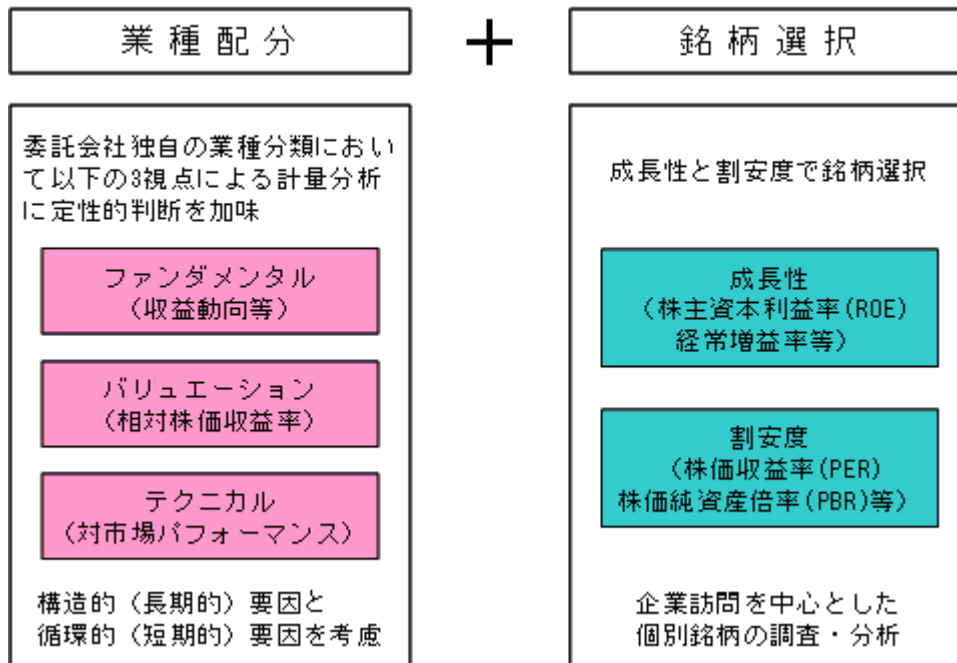 業種配分
＋
銘柄選択
委託会社独自の業種分類におい
て以下の3視点による計量分析
に定性的判断を加味
ファンダメンタル
（収益動向等）
バリュエーション
（相対株価収益率）
テクニカル
（対市場パフォーマンス）
構造的（長期的）要因と
循環的（短期的）要因を考慮
成長性と割安度で銘柄選択
成長性
（株主資本利益率(ROE)
経常増益率等）
割安度
（株価収益率(PER)
株価純資産倍率(PBR)等）
企業訪問を中心とした
個別銘柄の調査・分析